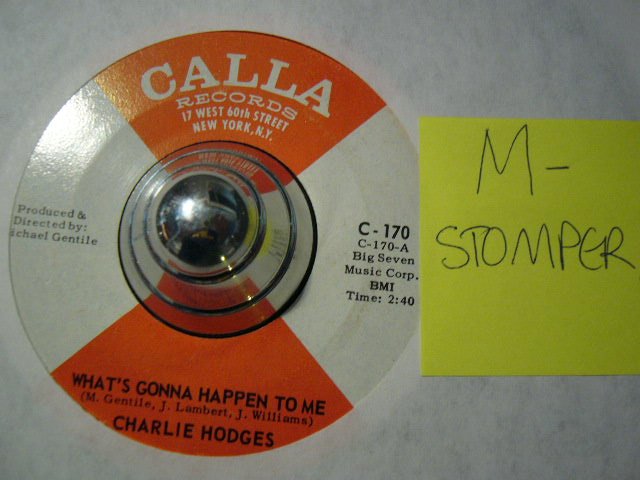 CALLA
RECORDS
17 WEST 60th STREET
NEW YORK, N.Y.
Produced &
Directed by:
ichael Gentile
C-170
C-170-A
Big Seven
Music Corp.
BMI
Time: 2:40
WHAT'S GONNA HAPPEN TO ME
(M. Gentile, J. Lambert, J. Williams)
CHARLIE HODGES
M-
STOMPER